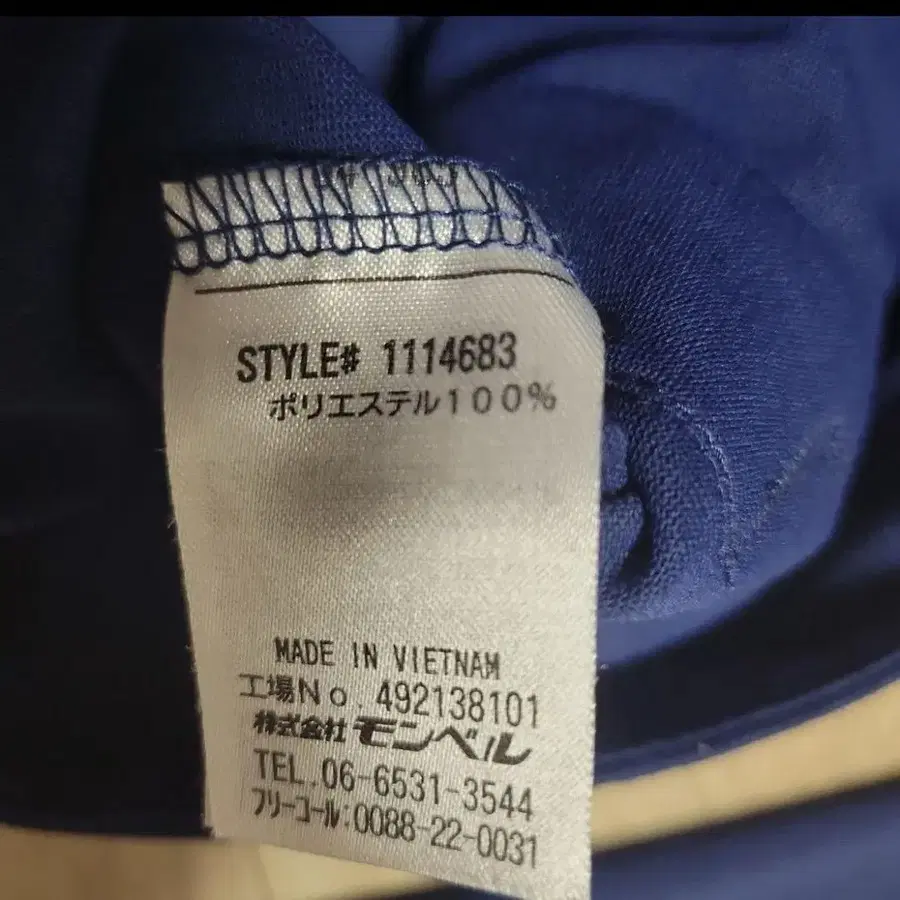 STYLE# 1114683
ポリエステル100%
MADE IN VIETNAM
工場No. 492138101
株式会社 モンベル
TEL.06-6531-3544
フリーコール:0088-22-0031